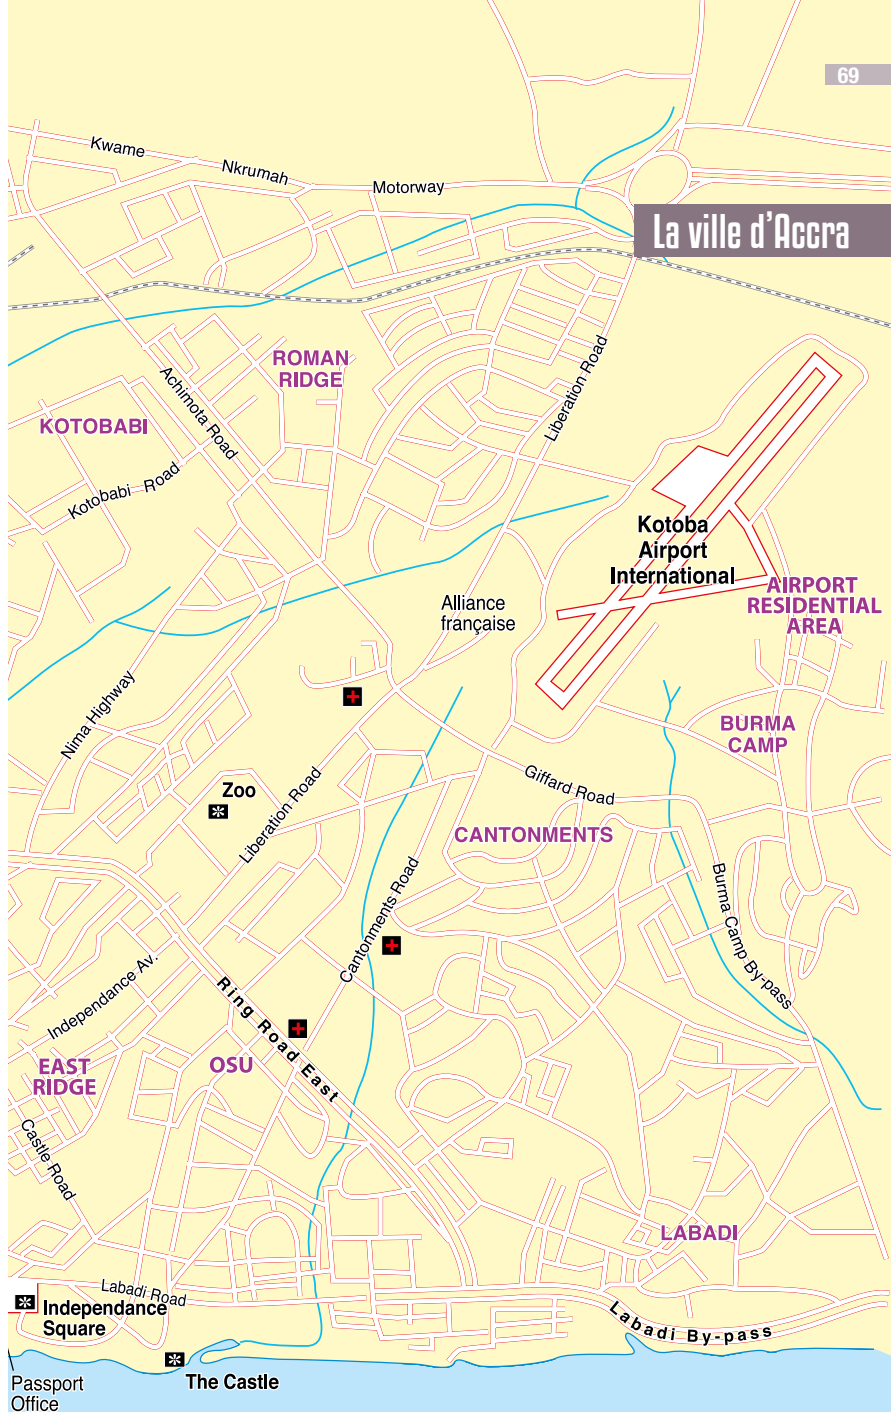 69
Kwame
Nkrumah
Motorway
La ville d'Accra
ROMAN
RIDGE
Liberation Road
Achimota Road
KOTOBABI
Kotobabi Road
Kotoba
Airport
International
AIRPORT
RESIDENTIAL
AREA
Alliance
française
Nima Highway
BURMA
CAMP
Zoo
Liberation Road
Giffard Road
CANTONMENTS
Cantonments Road
Burma Camp By-pass
Independance Av.
Ring Road East
EAST
RIDGE
OSU
Castle Road
LABADI
Labadi Road
Independance
Square
Labadi By-pass
The Castle
Passport
Office